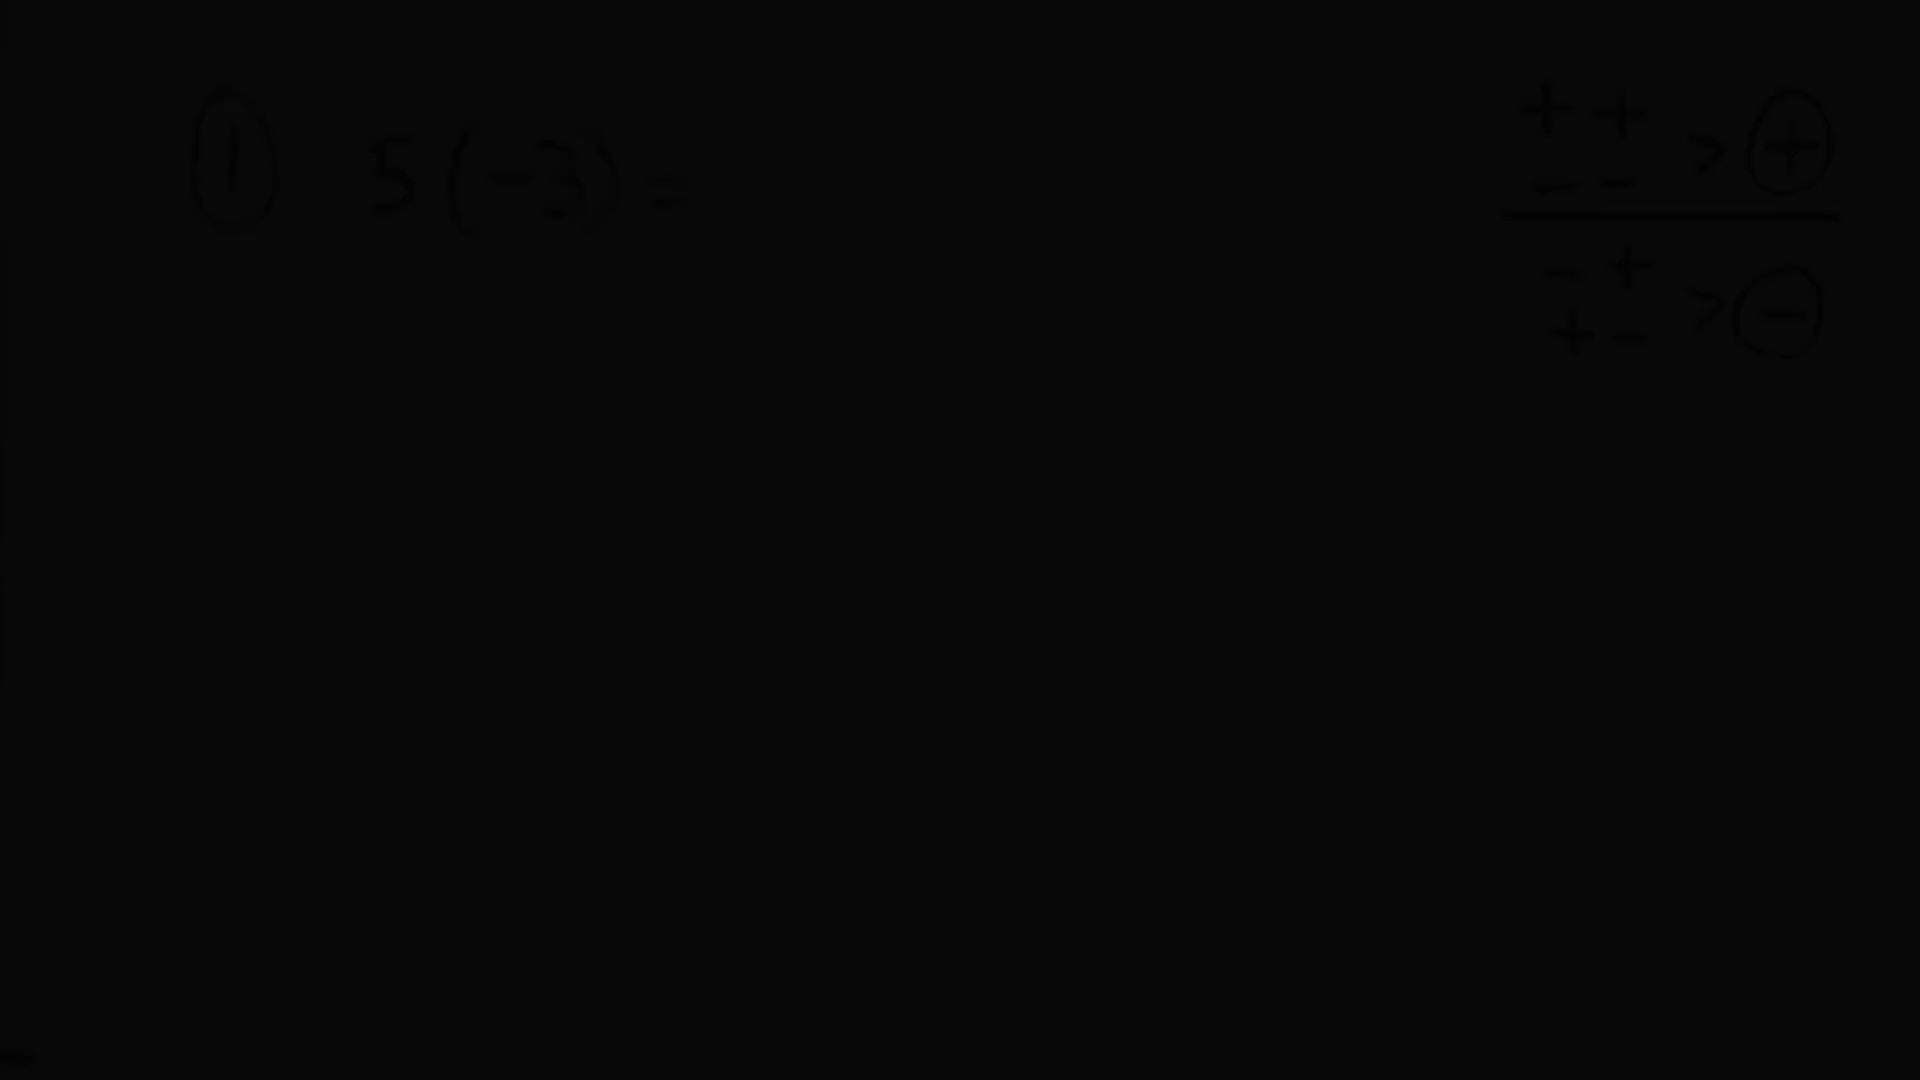 ① 5(-3)=
+ +
- - > ⊕
- +
+ - > ⊖